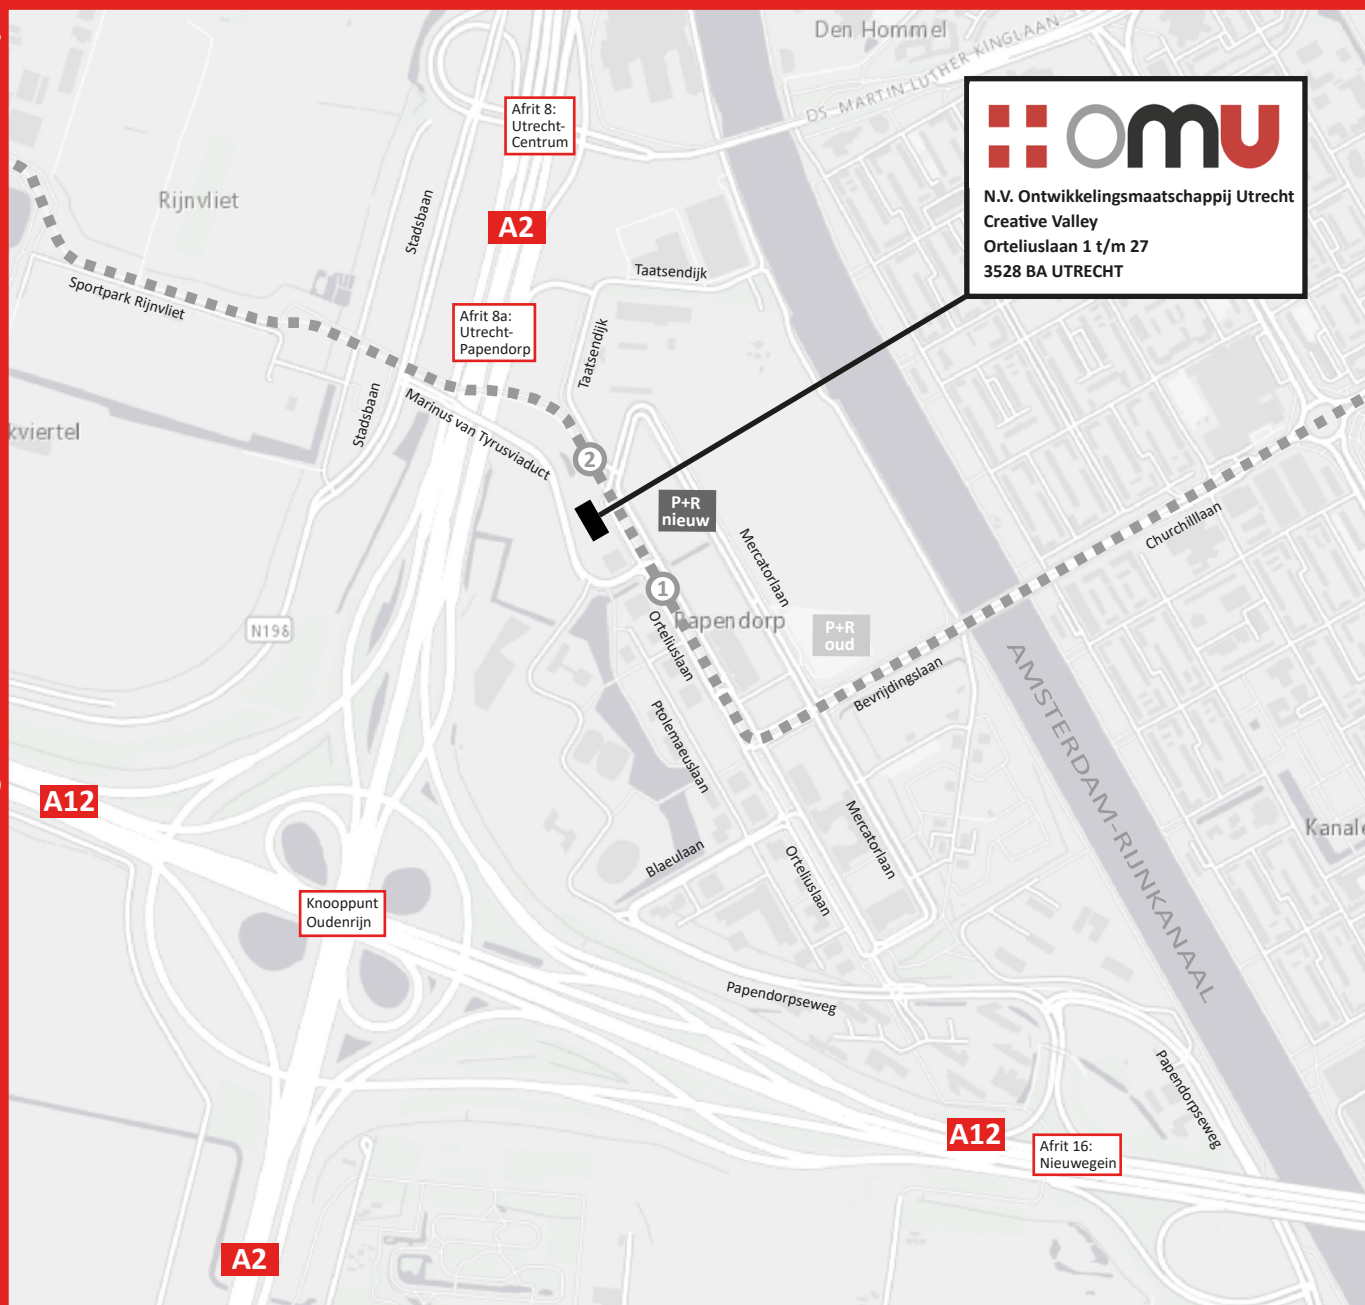 Den Hommel
DS. MARTIN LUTHER KINGLAAN
omu
N.V. Ontwikkelingsmaatschappij Utrecht
Creative Valley
Orteliuslaan 1 t/m 27
3528 BA UTRECHT
Afrit 8:
Utrecht-
Centrum
Rijnvliet
Stadsbaan
A2
Taatsendijk
Sportpark Rijnvliet
Afrit 8a:
Utrecht-
Papendorp
Taatsendijk
Stadsbaan
Marinus van Tyrusviaduct
kviertel
2
P+R
nieuw
Mercatorlaan
Churchilllaan
1
Papendorp
P+R
oud
N198
Orteliuslaan
Bevrijdingslaan
AMSTERDAM-RIJNKANAAL
Ptolemaeuslaan
A12
Mercatorlaan
Kanale
Blaeulaan
Orteliuslaan
Knooppunt
Oudenrijn
Papendorpseweg
Papendorpseweg
A12
Afrit 16:
Nieuwegein
A2